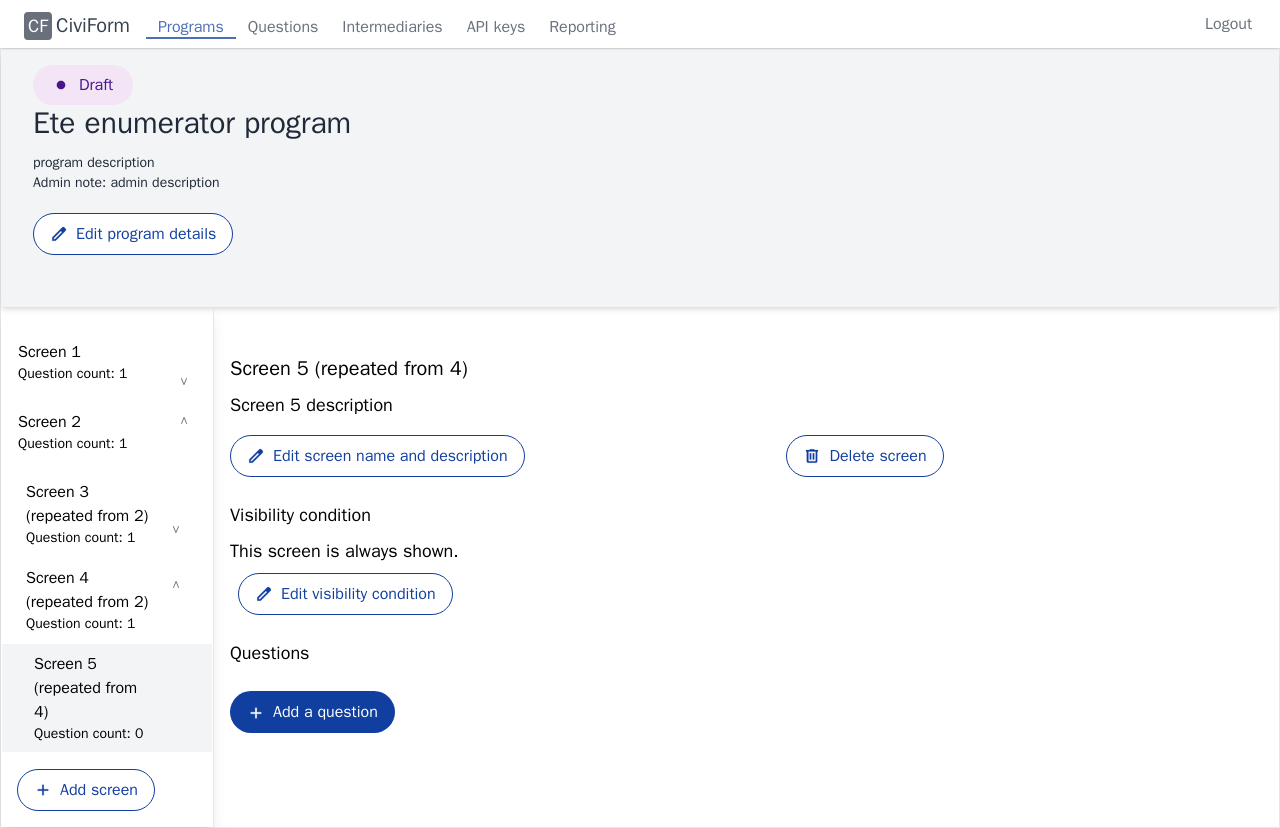 CF CiviForm Programs Questions Intermediaries API keys Reporting Logout
Draft
Ete enumerator program
program description
Admin note: admin description
Edit program details
Screen 1
Question count: 1
˅
Screen 2
˄
Question count: 1
Screen 3
(repeated from 2)
˅
Question count: 1
Screen 4
˄
(repeated from 2)
Question count: 1
Screen 5
(repeated from
4)
Question count: 0
+ Add screen
Screen 5 (repeated from 4)
Screen 5 description
Edit screen name and description
Delete screen
Visibility condition
This screen is always shown.
Edit visibility condition
Questions
+ Add a question